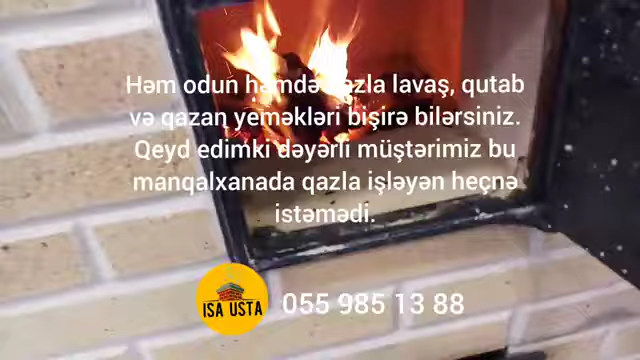 Həm odun həmdə qazla lavaş, qutab
və qazan yeməkləri bişirə bilərsiniz.
Qeyd edimki dəyərli müştərimiz bu
manqalxanada qazla işləyən heçnə
istəmədi.
ISA USTA
055 985 13 88